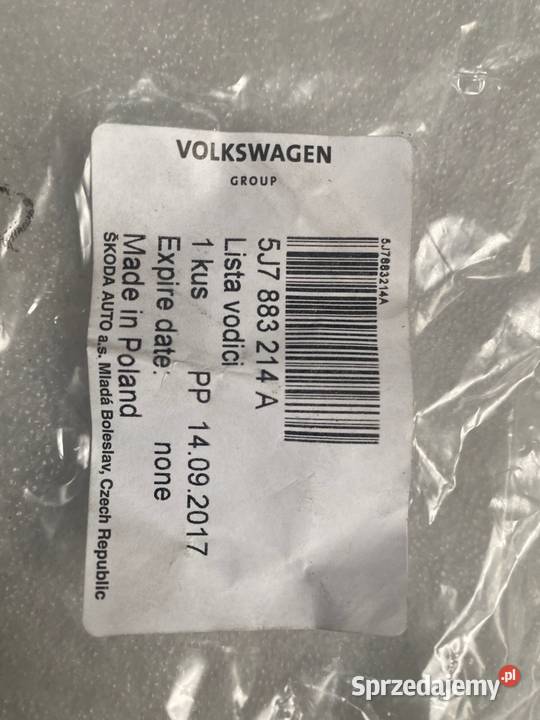 VOLKSWAGEN
GROUP
5J7883214A
5J7 883 214 A
Lista vodici
1 kus PP 14.09.2017
Expire date: none
Made in Poland
ŠKODA AUTO a.s. Mladá Boleslav, Czech Republic
Sprzedajemy.pl